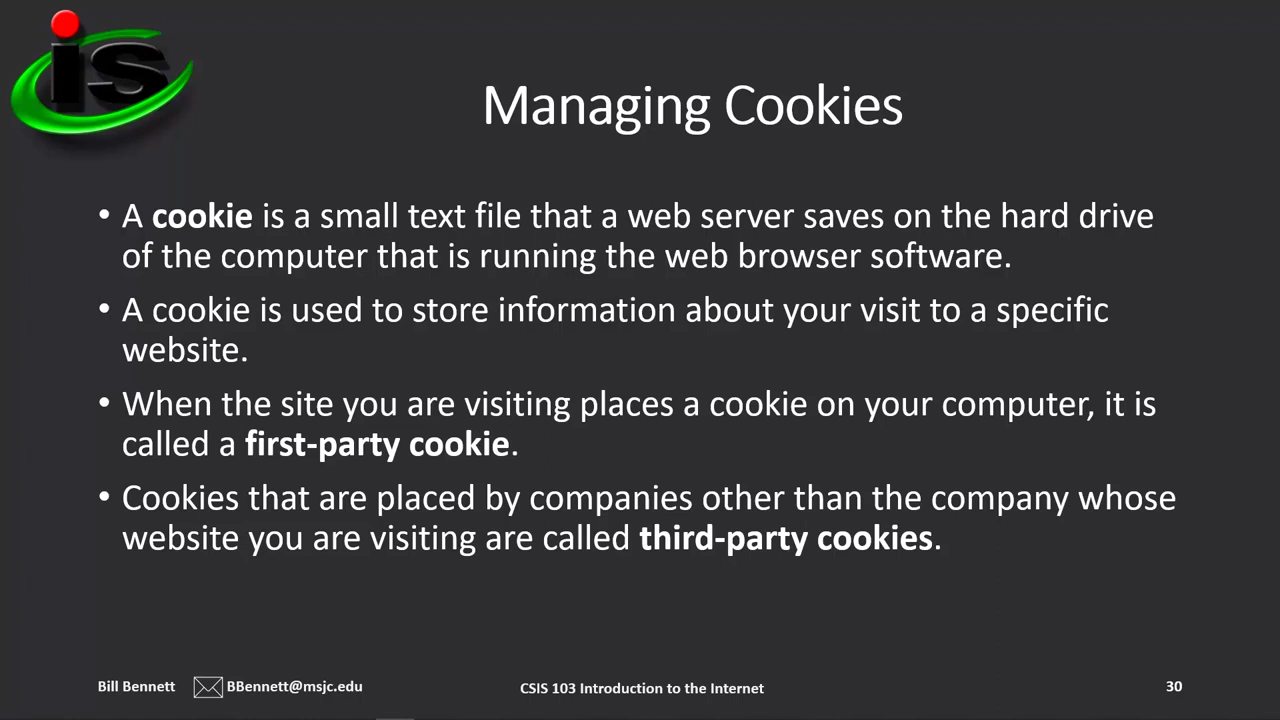 is
Managing Cookies
• A cookie is a small text file that a web server saves on the hard drive
of the computer that is running the web browser software.
• A cookie is used to store information about your visit to a specific
website.
• When the site you are visiting places a cookie on your computer, it is
called a first-party cookie.
• Cookies that are placed by companies other than the company whose
website you are visiting are called third-party cookies.
Bill Bennett BBennett@msjc.edu CSIS 103 Introduction to the Internet 30